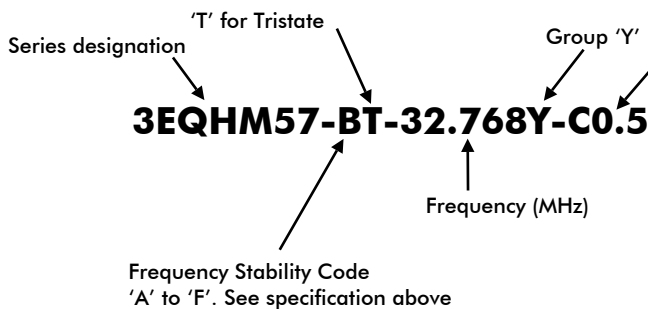 'T' for Tristate
Series designation
Group 'Y'
3EQHM57-BT-32.768Y-C0.5
Frequency (MHz)
Frequency Stability Code
'A' to 'F'. See specification above